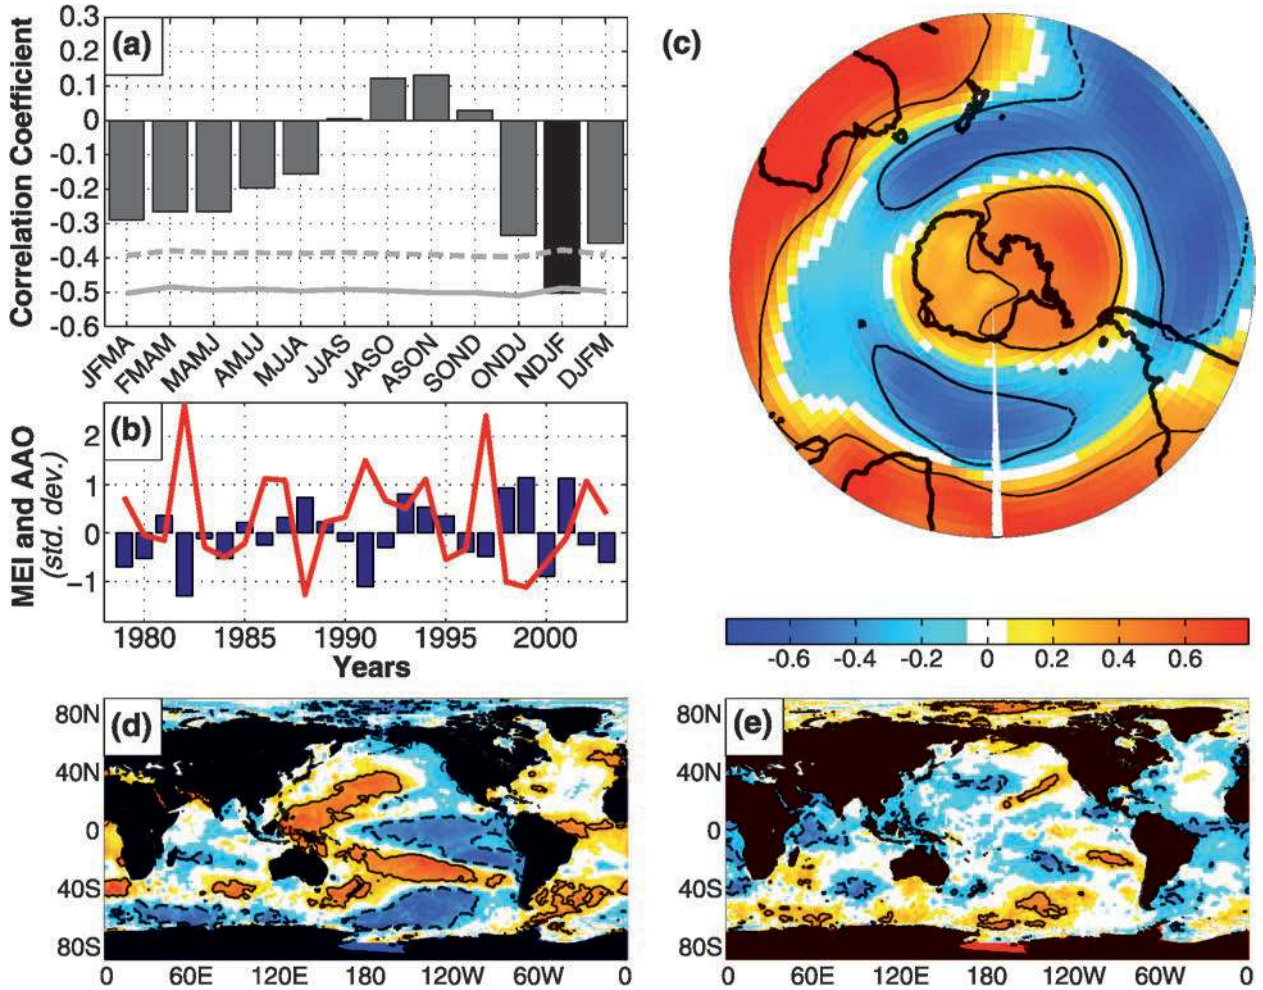 (a)
Correlation Coefficient
0.3
0.2
0.1
0
-0.1
-0.2
-0.3
-0.4
-0.5
-0.6
JFMA FMAM MAMJ AMJJ MJJA JJAS JASO ASON SOND ONDJ NDJF DJFM
(b)
MEI and AAO
(std. dev.)
2
1
0
-1
1980 1985 1990 1995 2000
Years
(c)
-0.6 -0.4 -0.2 0 0.2 0.4 0.6
(d)
80N
40N
0
40S
80S
0 60E 120E 180 120W 60W 0
(e)
80N
40N
0
40S
80S
0 60E 120E 180 120W 60W 0